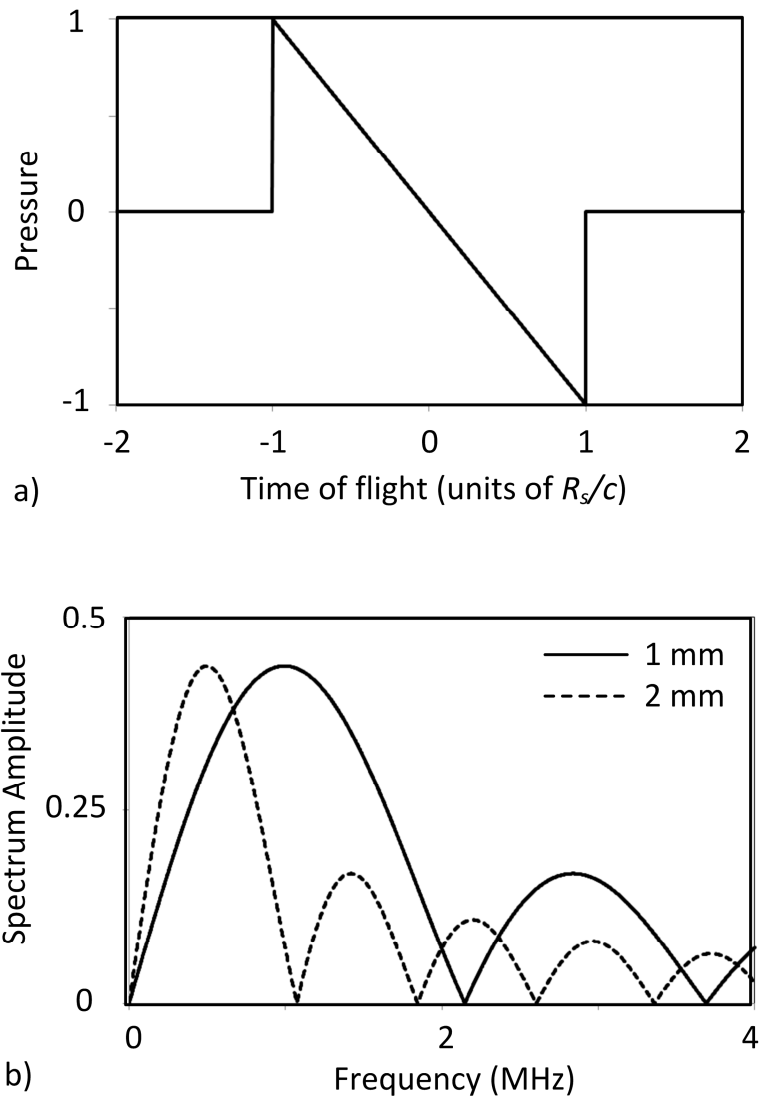 1
0
-1
Pressure
-2 -1 0 1 2
Time of flight (units of Rs/c)
a)
0.5
0.25
0
Spectrum Amplitude
1 mm
2 mm
0 2 4
Frequency (MHz)
b)